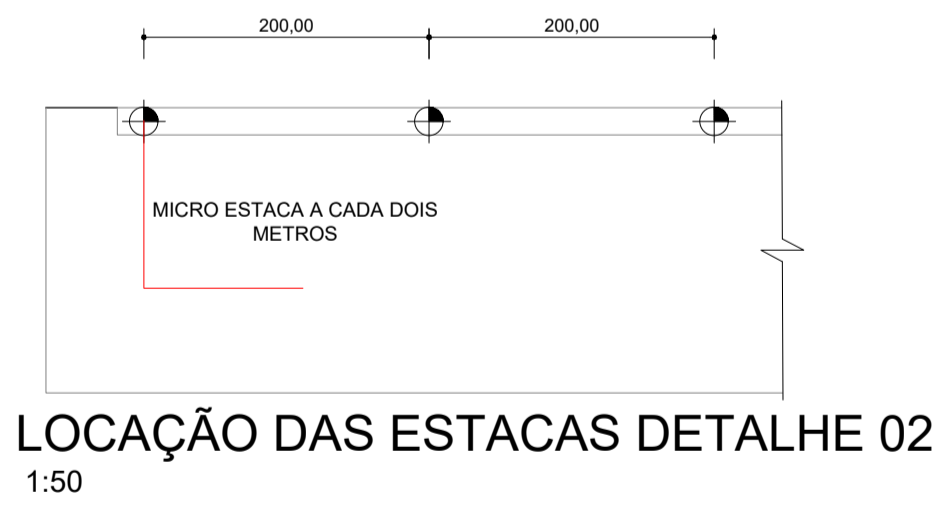 200,00
200,00
MICRO ESTACA A CADA DOIS
METROS
LOCAÇÃO DAS ESTACAS DETALHE 02
1:50